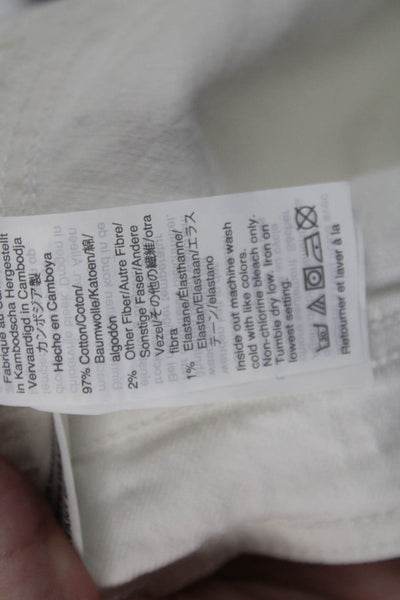 in Kambodscha Hergestellt
Vervaardigd in Cambodja
カンボジア製
Hecho en Camboya
97% Cotton/Coton/
Baumwolle/Katoen/綿/
algodón
2% Other Fiber/Autre Fibre/
Sonstige Faser/Andere
Vezel/その他の繊維/otra
fibra
1% Elastane/Elasthanne/
Elastan/Elastaan/エラス
テーン/elastano
Inside out machine wash
cold with like colors.
Non-chlorine bleach only.
Tumble dry low. Iron on
lowest setting.
Retourner et laver à la